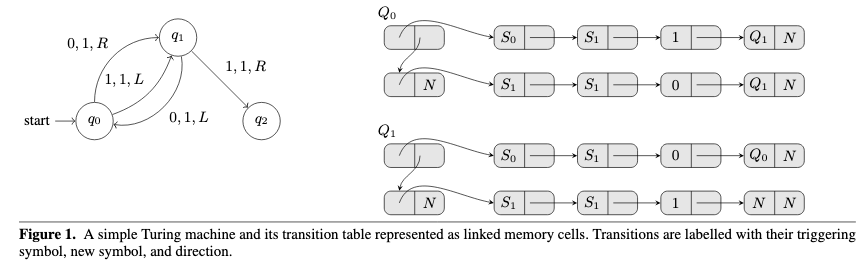 0, 1, R
q1
1, 1, L
1, 1, R
start
q0
0, 1, L
q2
Q0
S0 S1 1 Q1 N
N S1 S1 0 Q1 N
Q1
S0 S1 0 Q0 N
N S1 S1 1 N N
Figure 1. A simple Turing machine and its transition table represented as linked memory cells. Transitions are labelled with their triggering
symbol, new symbol, and direction.